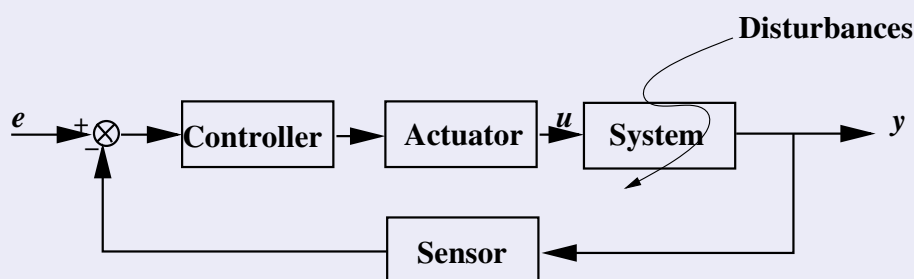 Disturbances
e
+
−
Controller
Actuator
u
System
y
Sensor